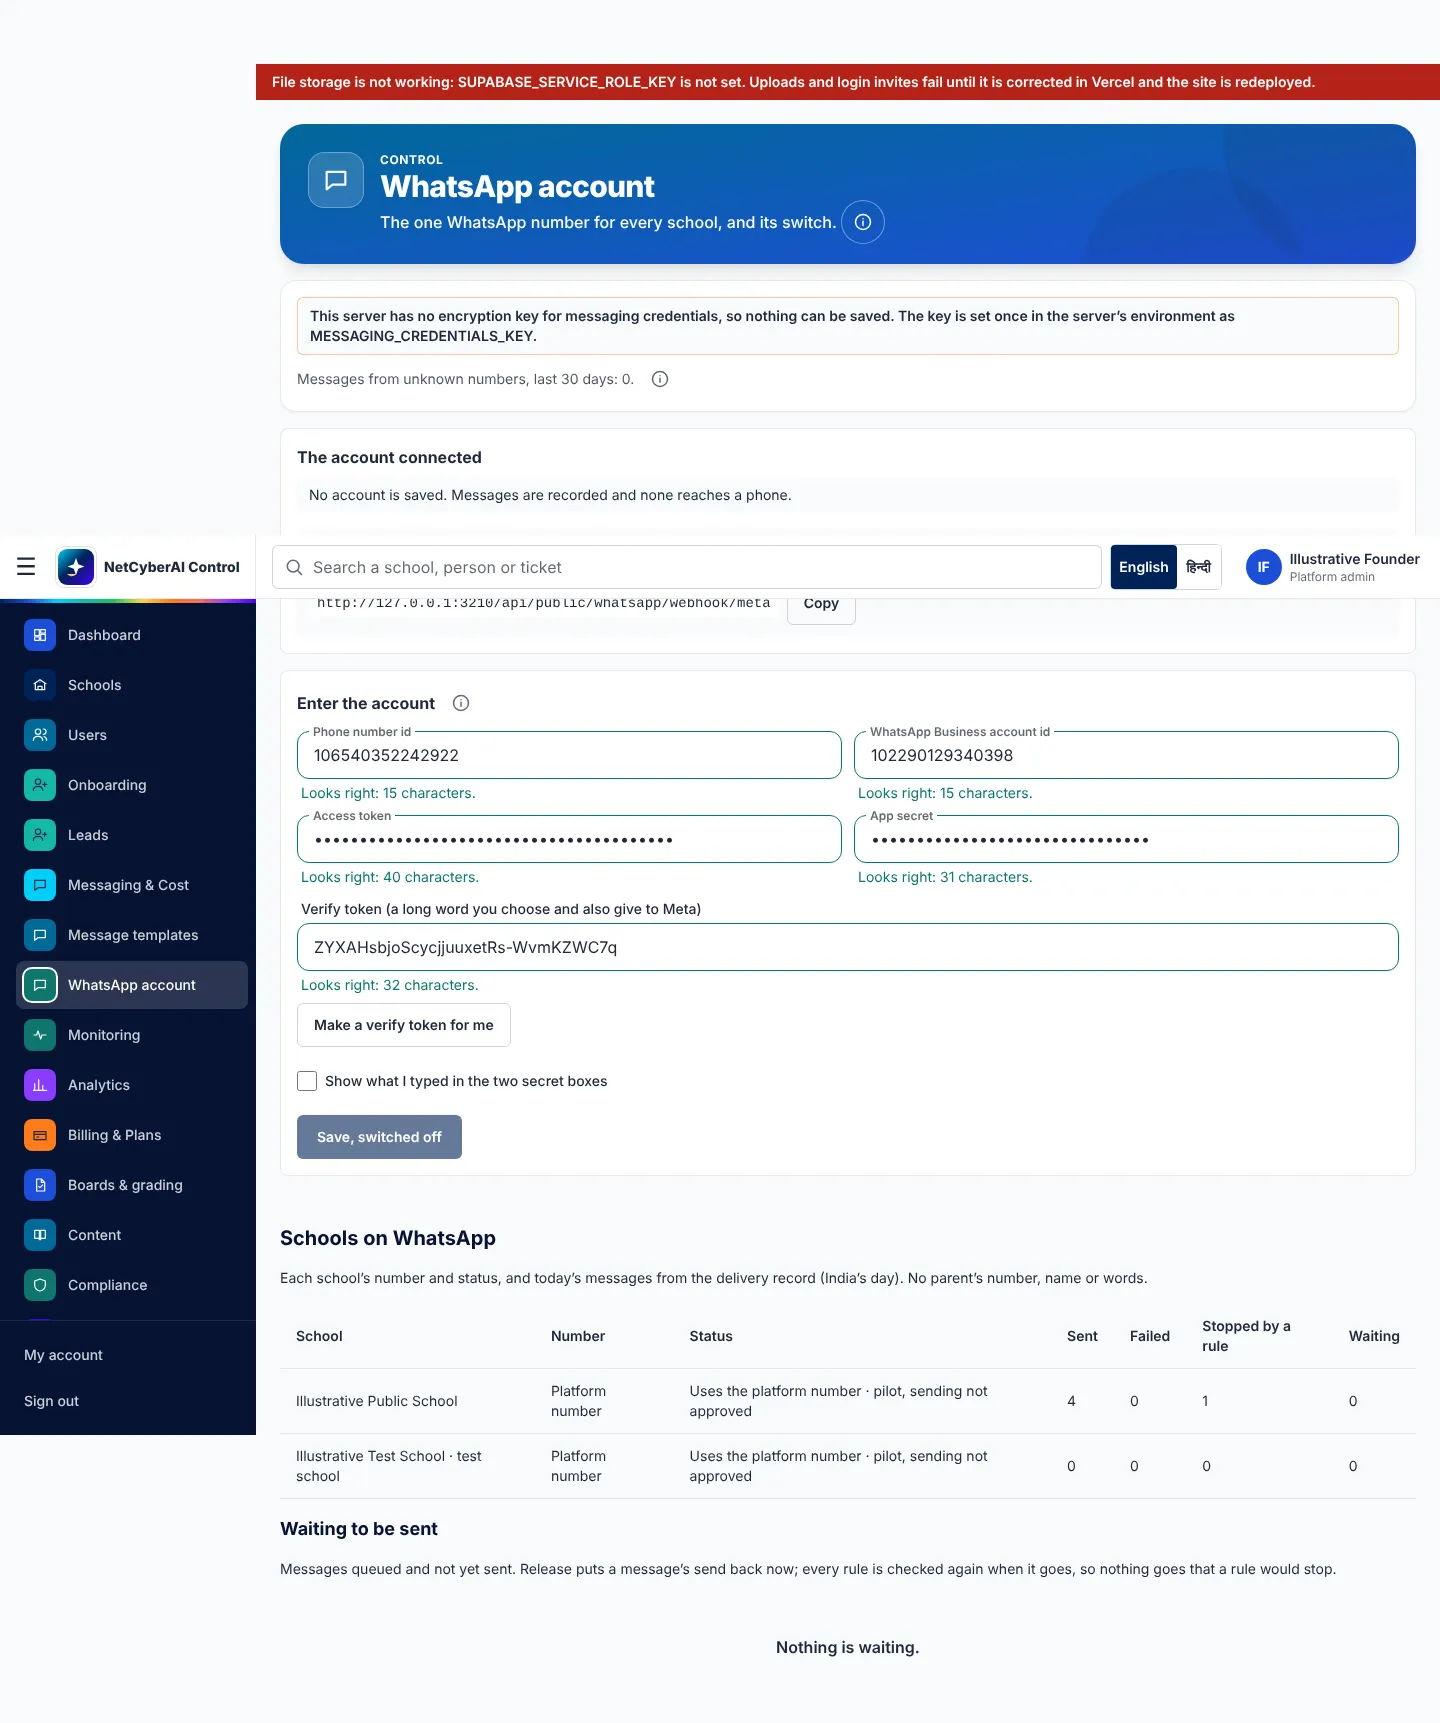 File storage is not working: SUPABASE_SERVICE_ROLE_KEY is not set. Uploads and login invites fail until it is corrected in Vercel and the site is redeployed.
CONTROL
WhatsApp account
The one WhatsApp number for every school, and its switch.
This server has no encryption key for messaging credentials, so nothing can be saved. The key is set once in the server’s environment as
MESSAGING_CREDENTIALS_KEY.
Messages from unknown numbers, last 30 days: 0.
The account connected
No account is saved. Messages are recorded and none reaches a phone.
NetCyberAI Control
Search a school, person or ticket
English
हिन्दी
IF
Illustrative Founder
Platform admin
http://127.0.0.1:3210/api/public/whatsapp/webhook/meta
Copy
Dashboard
Schools
Users
Onboarding
Leads
Messaging & Cost
Message templates
WhatsApp account
Monitoring
Analytics
Billing & Plans
Boards & grading
Content
Compliance
My account
Sign out
Enter the account
Phone number id
106540352242922
Looks right: 15 characters.
WhatsApp Business account id
102290129340398
Looks right: 15 characters.
Access token
••••••••••••••••••••••••••••••••••••••••
Looks right: 40 characters.
App secret
•••••••••••••••••••••••••••••••
Looks right: 31 characters.
Verify token (a long word you choose and also give to Meta)
ZYXAHsbjoScycjjuuxetRs-WvmKZWC7q
Looks right: 32 characters.
Make a verify token for me
Show what I typed in the two secret boxes
Save, switched off
Schools on WhatsApp
Each school’s number and status, and today’s messages from the delivery record (India’s day). No parent’s number, name or words.
School Number Status Sent Failed Stopped by a rule Waiting
Illustrative Public School Platform number Uses the platform number · pilot, sending not approved 4 0 1 0
Illustrative Test School · test school Platform number Uses the platform number · pilot, sending not approved 0 0 0 0
Waiting to be sent
Messages queued and not yet sent. Release puts a message’s send back now; every rule is checked again when it goes, so nothing goes that a rule would stop.
Nothing is waiting.